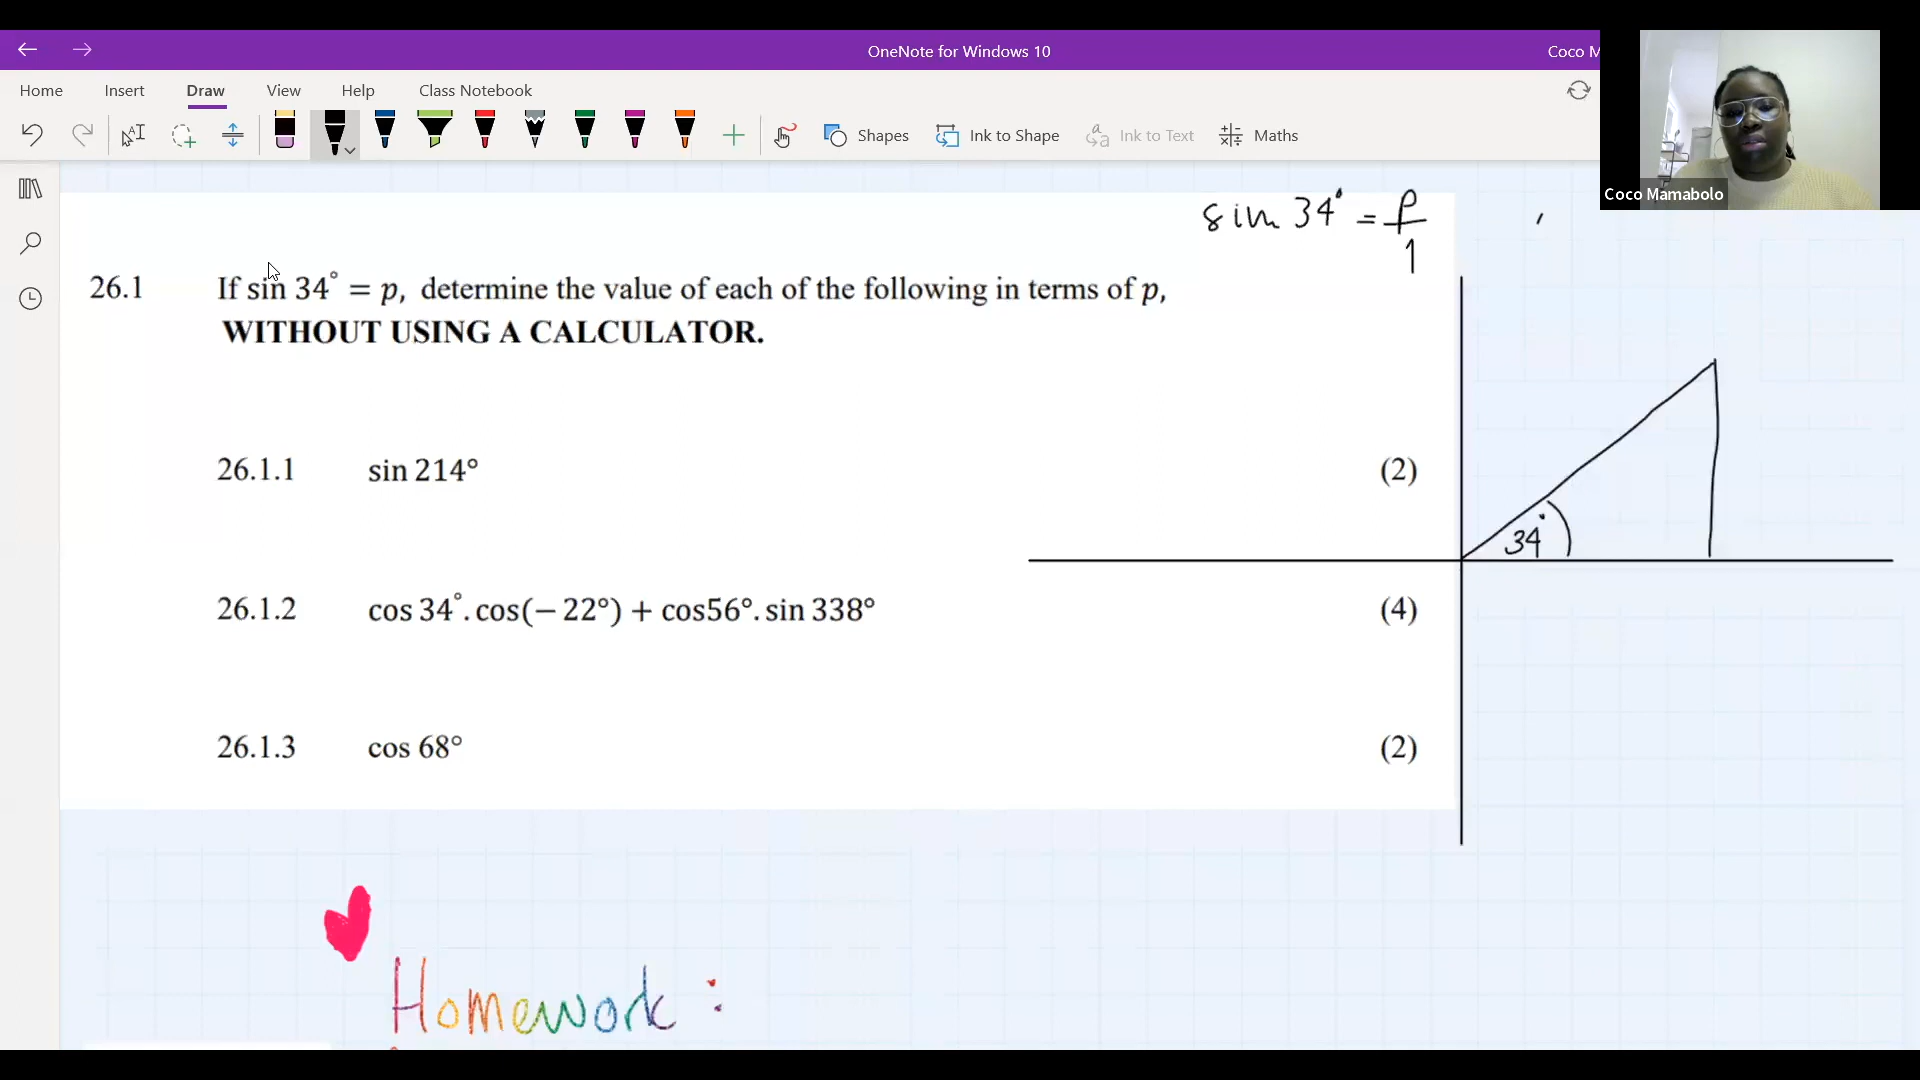 OneNote for Windows 10
Coco M
Home Insert Draw View Help Class Notebook
Shapes Ink to Shape Ink to Text Maths
Coco Mamabolo
sin 34° = p/1
26.1 If sin 34° = p, determine the value of each of the following in terms of p,
WITHOUT USING A CALCULATOR.
26.1.1 sin 214° (2)
34°
26.1.2 cos 34°. cos(− 22°) + cos56°. sin 338° (4)
26.1.3 cos 68° (2)
Homework :